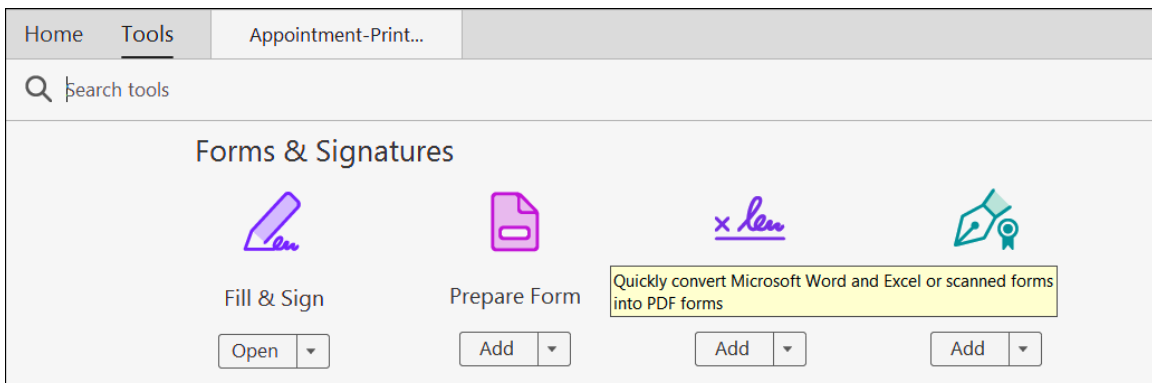 Home Tools Appointment-Print...
Search tools
Forms & Signatures
Fill & Sign Prepare Form
Quickly convert Microsoft Word and Excel or scanned forms
into PDF forms
Open Add Add Add